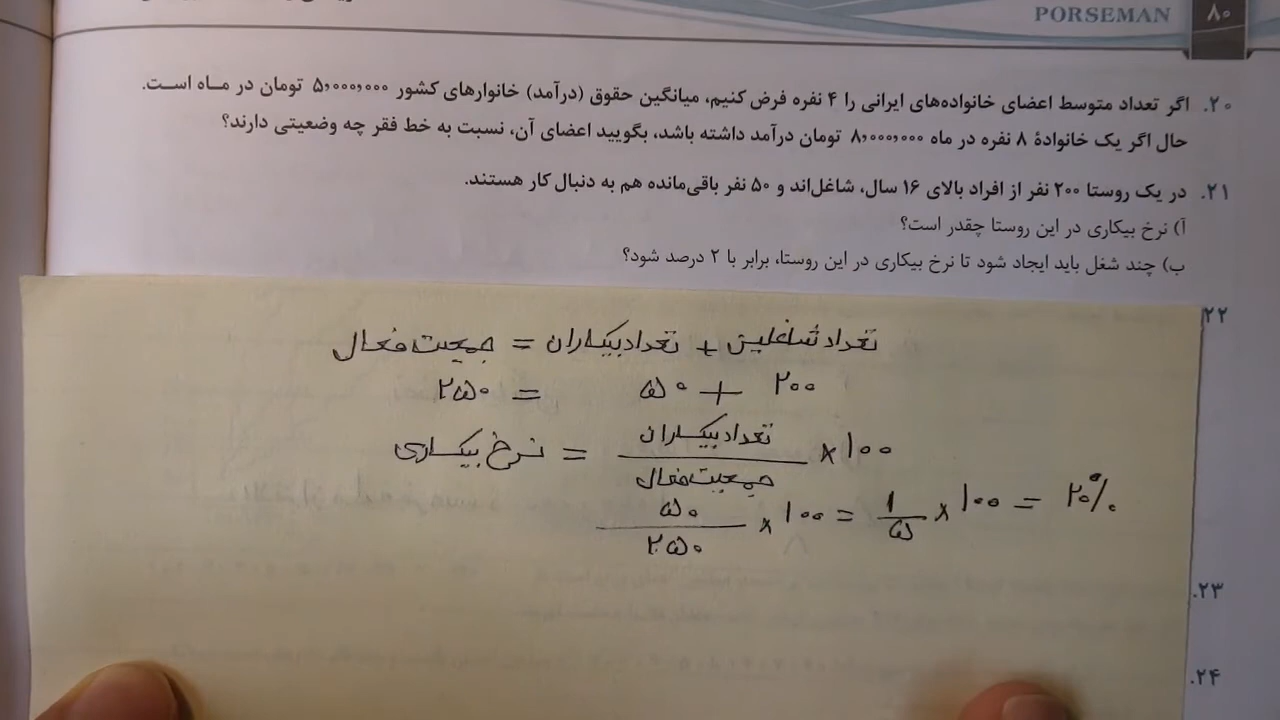 PORSEMAN ۸۰
۲۰. اگر تعداد متوسط اعضای خانواده‌های ایرانی را ۴ نفره فرض کنیم، میانگین حقوق (درآمد) خانوارهای کشور ۵٫۰۰۰٫۰۰۰ تومان در مـاه اسـت.
حال اگر یک خانوادهٔ ۸ نفره در ماه ۸٫۰۰۰٫۰۰۰ تومان درآمد داشته باشد، بگویید اعضای آن، نسبت به خط فقر چه وضعیتی دارند؟
۲۱. در یک روستا ۲۰۰ نفر از افراد بالای ۱۶ سال، شاغل‌اند و ۵۰ نفر باقی‌مانده هم به دنبال کار هستند.
آ) نرخ بیکاری در این روستا چقدر است؟
ب) چند شغل باید ایجاد شود تا نرخ بیکاری در این روستا، برابر با ۲ درصد شود؟
۲۲
تعداد شاغلین + تعداد بیکاران = جمعیت فعال
۲۰۰ + ۵۰ = ۲۵۰
نرخ بیکاری = تعداد بیکاران / جمعیت فعال × ۱۰۰
۵۰ / ۲۵۰ × ۱۰۰ = ۱ / ۵ × ۱۰۰ = ۲۰%
۲۳.
۲۴.